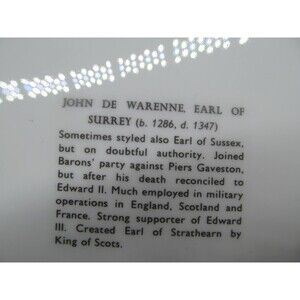 JOHN DE WARENNE, EARL OF
SURREY (b. 1286, d. 1347)
Sometimes styled also Earl of Sussex,
but on doubtful authority. Joined
Barons' party against Piers Gaveston,
but after his death reconciled to
Edward II. Much employed in military
operations in England, Scotland and
France. Strong supporter of Edward
III. Created Earl of Strathearn by
King of Scots.